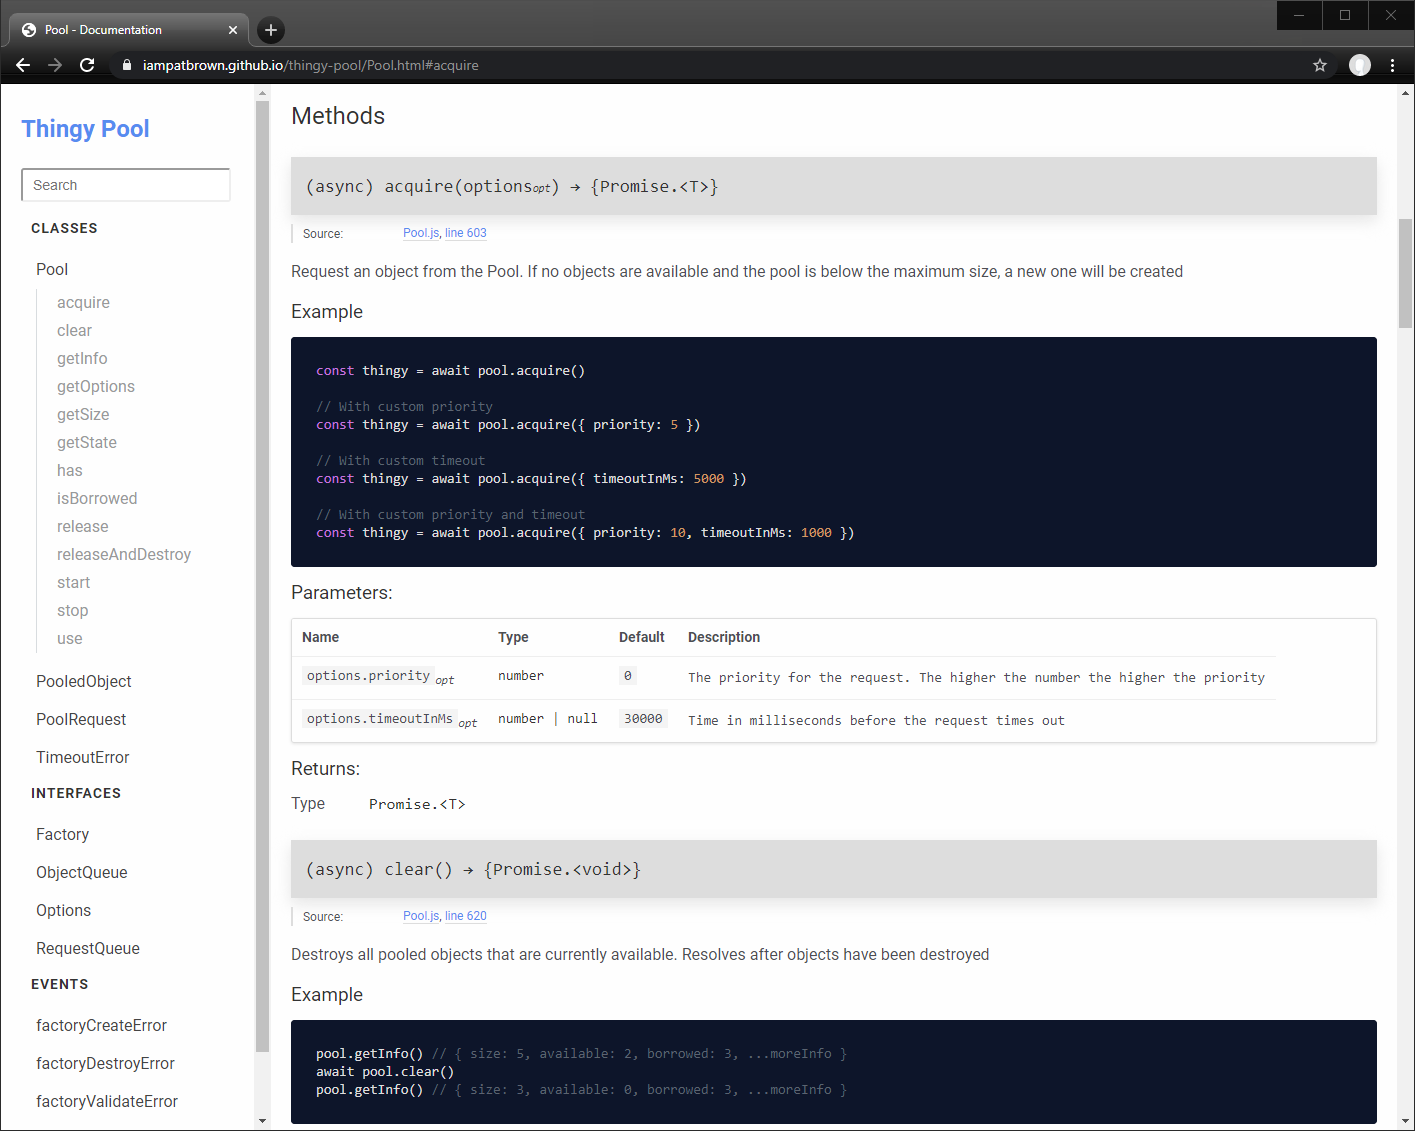 Pool - Documentation
iampatbrown.github.io/thingy-pool/Pool.html#acquire
Thingy Pool
Search
CLASSES
Pool
acquire
clear
getInfo
getOptions
getSize
getState
has
isBorrowed
release
releaseAndDestroy
start
stop
use
PooledObject
PoolRequest
TimeoutError
INTERFACES
Factory
ObjectQueue
Options
RequestQueue
EVENTS
factoryCreateError
factoryDestroyError
factoryValidateError
Methods
(async) acquire(optionsopt) → {Promise.<T>}
Source: Pool.js, line 603
Request an object from the Pool. If no objects are available and the pool is below the maximum size, a new one will be created
Example
const thingy = await pool.acquire()
// With custom priority
const thingy = await pool.acquire({ priority: 5 })
// With custom timeout
const thingy = await pool.acquire({ timeoutInMs: 5000 })
// With custom priority and timeout
const thingy = await pool.acquire({ priority: 10, timeoutInMs: 1000 })
Parameters:
Name Type Default Description
options.priority opt number 0 The priority for the request. The higher the number the higher the priority
options.timeoutInMs opt number | null 30000 Time in milliseconds before the request times out
Returns:
Type Promise.<T>
(async) clear() → {Promise.<void>}
Source: Pool.js, line 620
Destroys all pooled objects that are currently available. Resolves after objects have been destroyed
Example
pool.getInfo() // { size: 5, available: 2, borrowed: 3, ...moreInfo }
await pool.clear()
pool.getInfo() // { size: 3, available: 0, borrowed: 3, ...moreInfo }